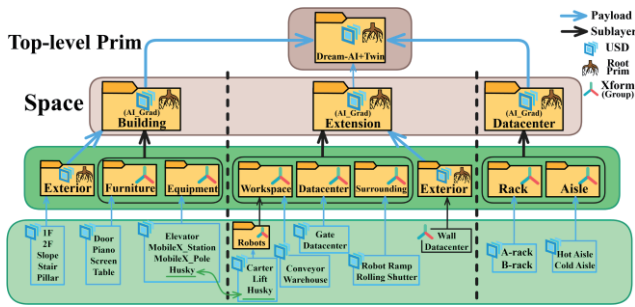 Top-level Prim
Dream-AI+Twin
Payload
Sublayer
USD
Root
Prim
Xform
(Group)
Space
(AI_Grad)
Building
(AI_Grad)
Extension
(AI_Grad)
Datacenter
Exterior
Furniture
Equipment
Workspace
Datacenter
Surrounding
Exterior
Rack
Aisle
1F
2F
Slope
Stair
Pillar
Door
Piano
Screen
Table
Elevator
MobileX_Station
MobileX_Pole
Husky
Robots
Carter
Lift
Husky
Conveyor
Warehouse
Gate
Datacenter
Robot Ramp
Rolling Shutter
Wall
Datacenter
A-rack
B-rack
Hot Aisle
Cold Aisle